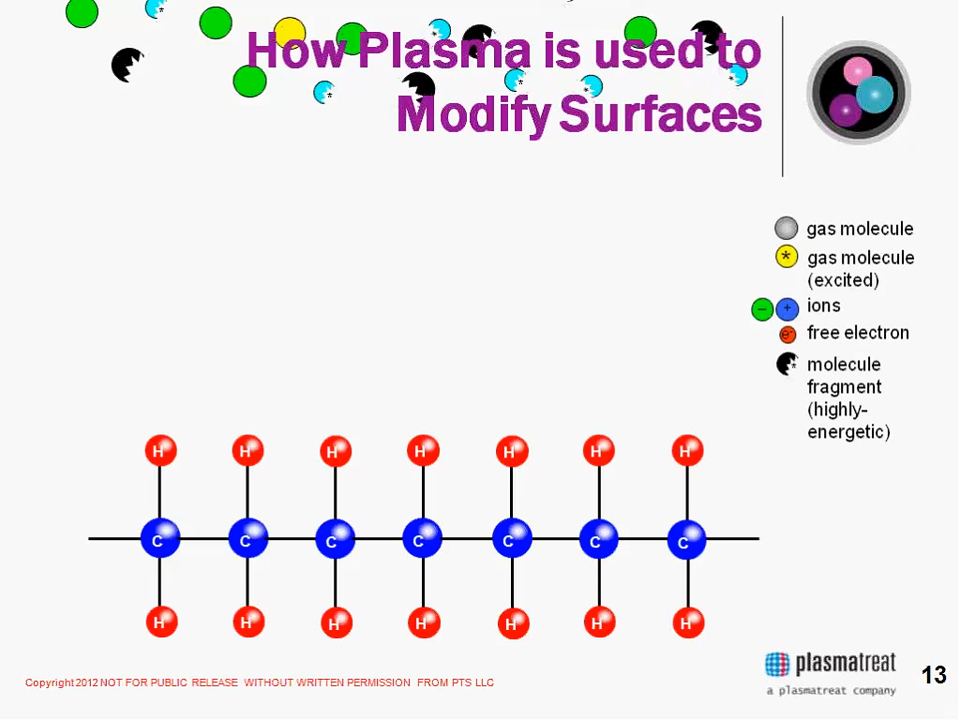 How Plasma is used to
Modify Surfaces
gas molecule
* gas molecule
(excited)
− + ions
e- free electron
* molecule
fragment
(highly-
energetic)
H H H H H H H
C C C C C C C
H H H H H H H
plasmatreat
a plasmatreat company
Copyright 2012 NOT FOR PUBLIC RELEASE WITHOUT WRITTEN PERMISSION FROM PTS LLC
13